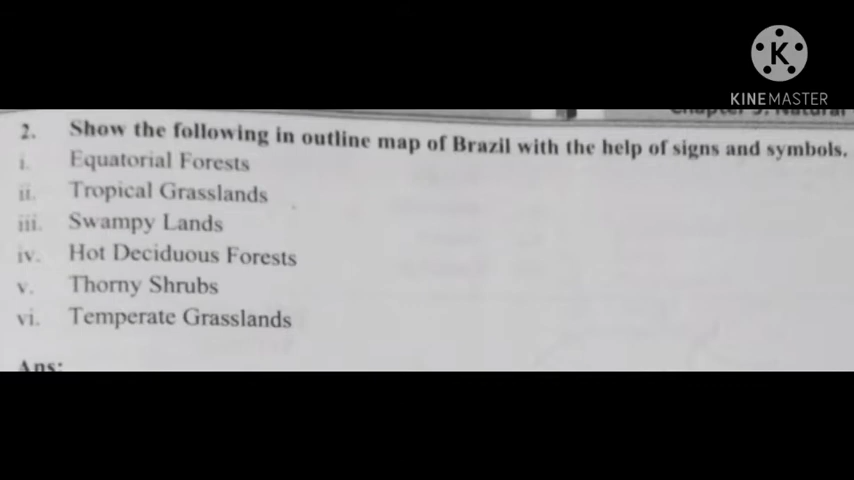 K
KINEMASTER
2. Show the following in outline map of Brazil with the help of signs and symbols.
i. Equatorial Forests
ii. Tropical Grasslands
iii. Swampy Lands
iv. Hot Deciduous Forests
v. Thorny Shrubs
vi. Temperate Grasslands
Ans: